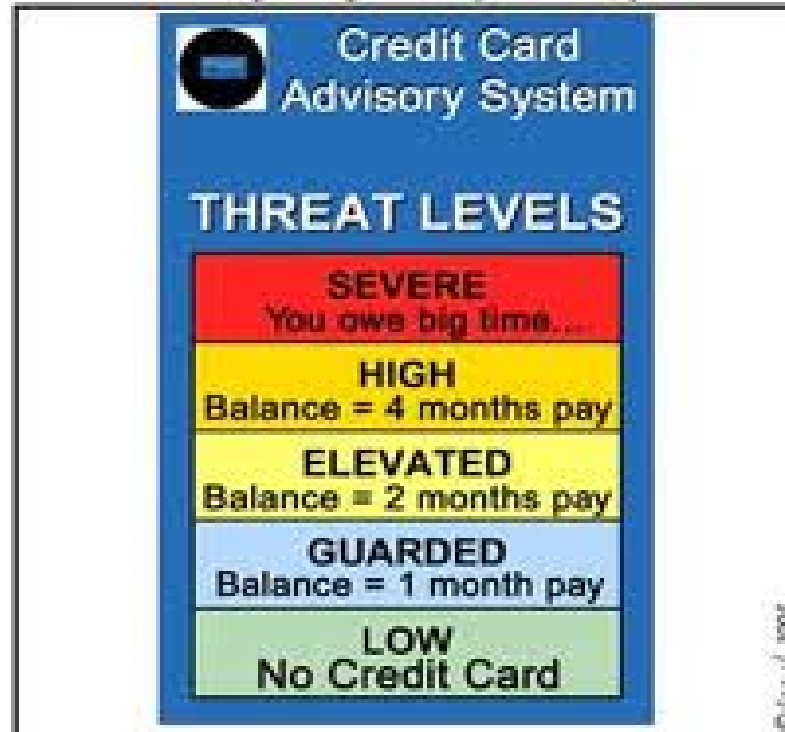 Credit Card
Advisory System
THREAT LEVELS
SEVERE
You owe big time....
HIGH
Balance = 4 months pay
ELEVATED
Balance = 2 months pay
GUARDED
Balance = 1 month pay
LOW
No Credit Card